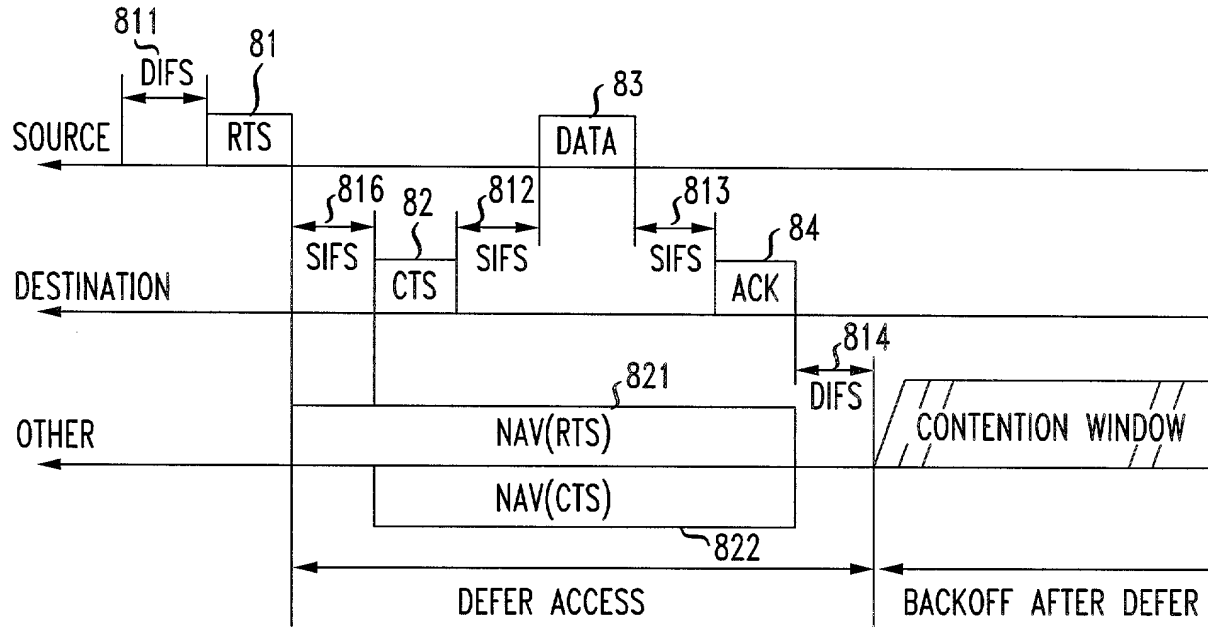 811
DIFS
81
83
SOURCE
RTS
DATA
816
82
812
813
84
SIFS
SIFS
SIFS
DESTINATION
CTS
ACK
814
DIFS
821
OTHER
NAV(RTS)
CONTENTION WINDOW
NAV(CTS)
822
DEFER ACCESS
BACKOFF AFTER DEFER